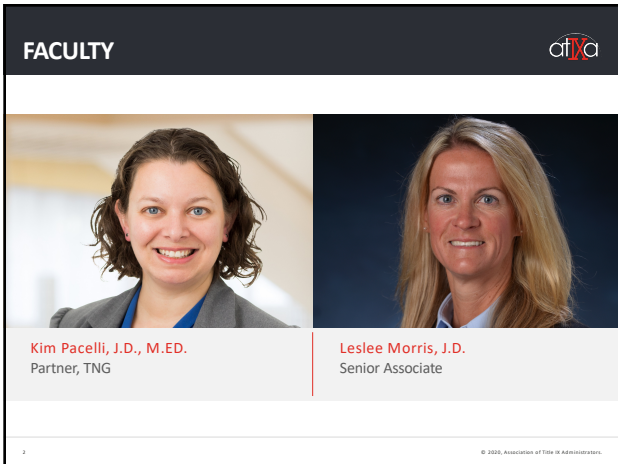 FACULTY
atIXa
Kim Pacelli, J.D., M.ED.
Partner, TNG
Leslee Morris, J.D.
Senior Associate
2
© 2020, Association of Title IX Administrators.